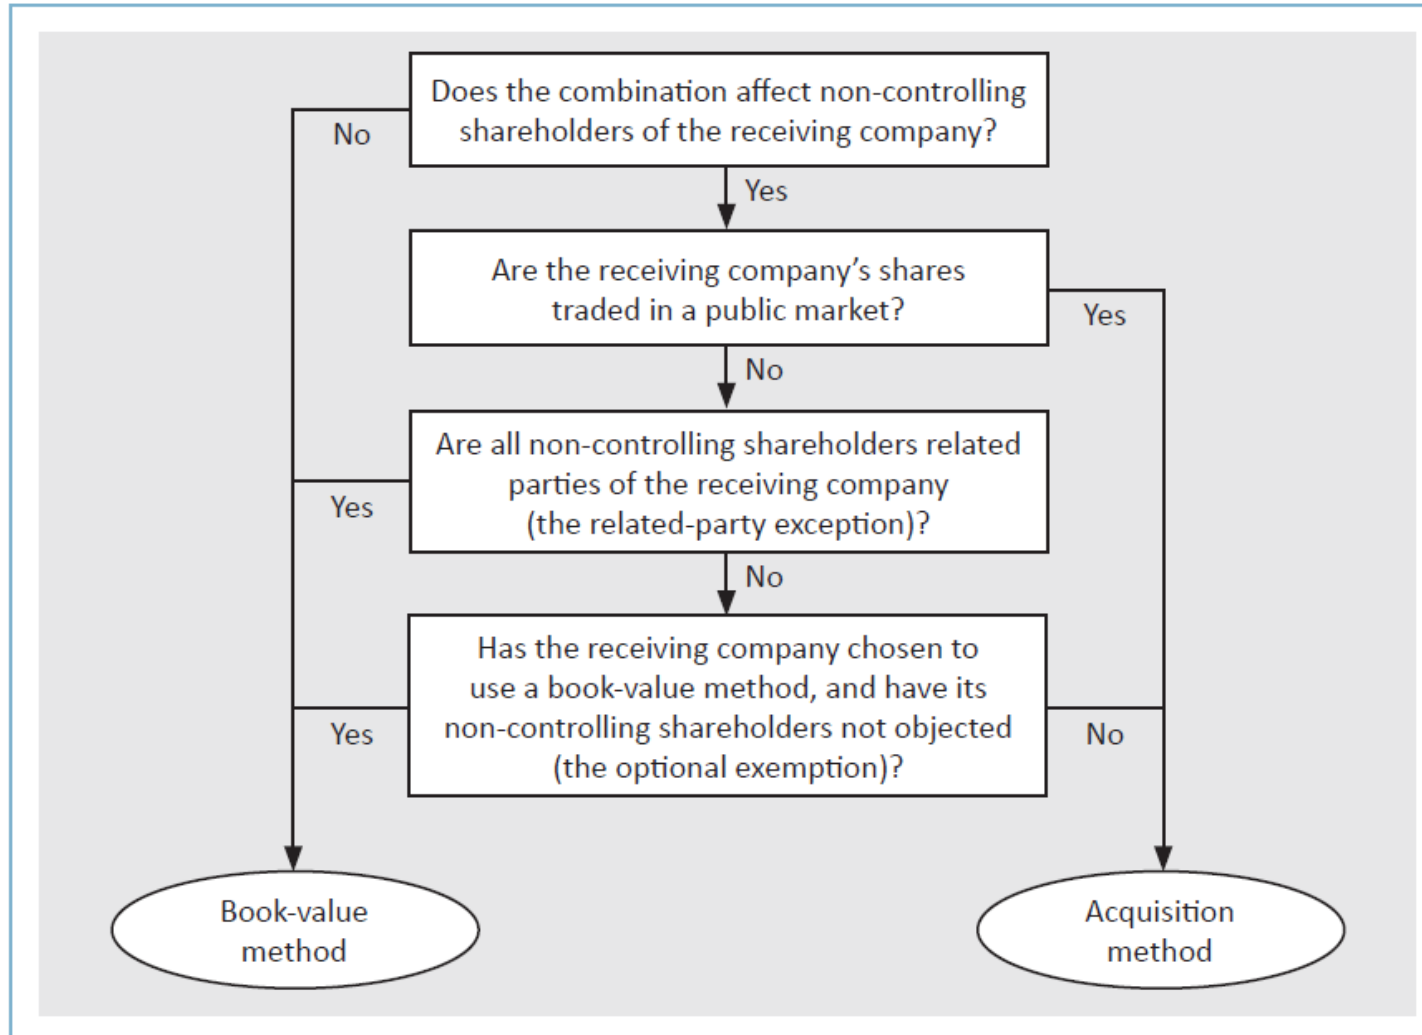 Does the combination affect non-controlling
shareholders of the receiving company?
No
Yes
Are the receiving company’s shares
traded in a public market?
Yes
No
Are all non-controlling shareholders related
parties of the receiving company
(the related-party exception)?
Yes
No
Has the receiving company chosen to
use a book-value method, and have its
non-controlling shareholders not objected
(the optional exemption)?
Yes
No
Book-value
method
Acquisition
method